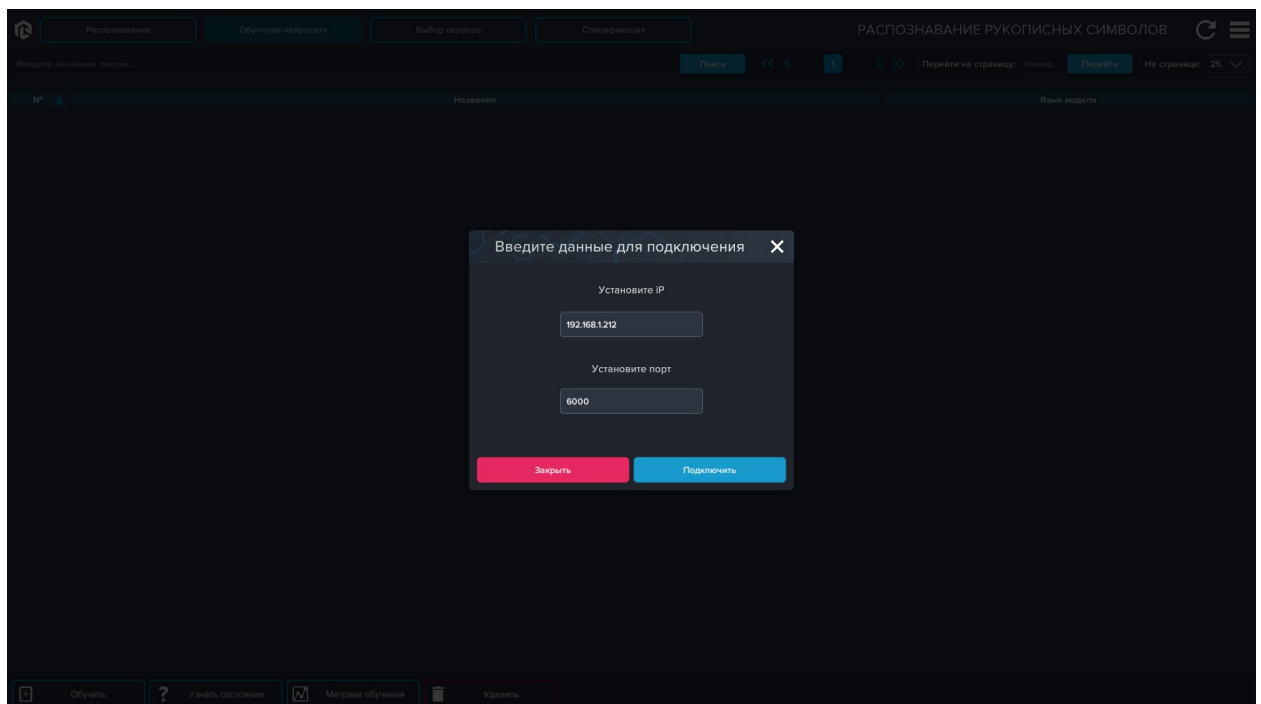 Распознавание Обучение нейросети Выбор сервера Спецификация РАСПОЗНАВАНИЕ РУКОПИСНЫХ СИМВОЛОВ
Введите значение поиска... Поиск << < 1 > >> Перейти на страницу: Номер... Перейти На странице: 25
N° Название Язык модели
Введите данные для подключения
Установите iP
192.168.1.212
Установите порт
6000
Закрыть Подключить
Обучить ? Узнать состояние Метрики обучения Удалить